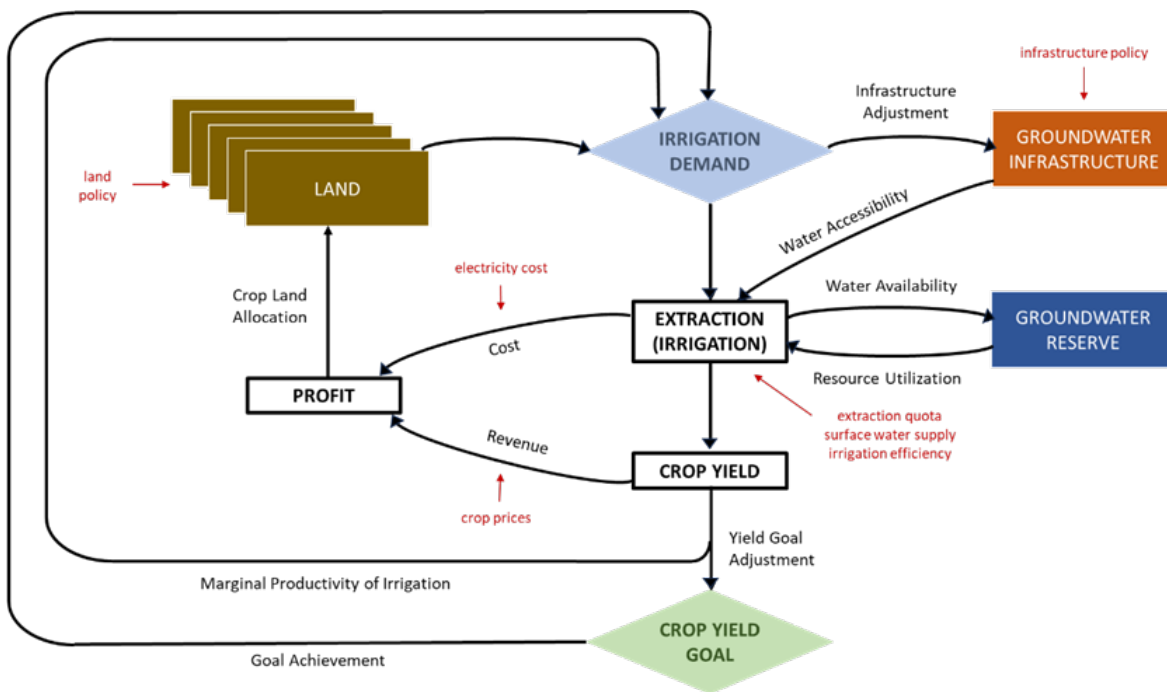 infrastructure policy
Infrastructure
Adjustment
IRRIGATION
DEMAND
GROUNDWATER
INFRASTRUCTURE
land
policy
LAND
Water Accessibility
electricity cost
Crop Land
Allocation
Cost
EXTRACTION
(IRRIGATION)
Water Availability
GROUNDWATER
RESERVE
Resource Utilization
PROFIT
Revenue
extraction quota
surface water supply
irrigation efficiency
CROP YIELD
crop prices
Yield Goal
Adjustment
Marginal Productivity of Irrigation
CROP YIELD
GOAL
Goal Achievement